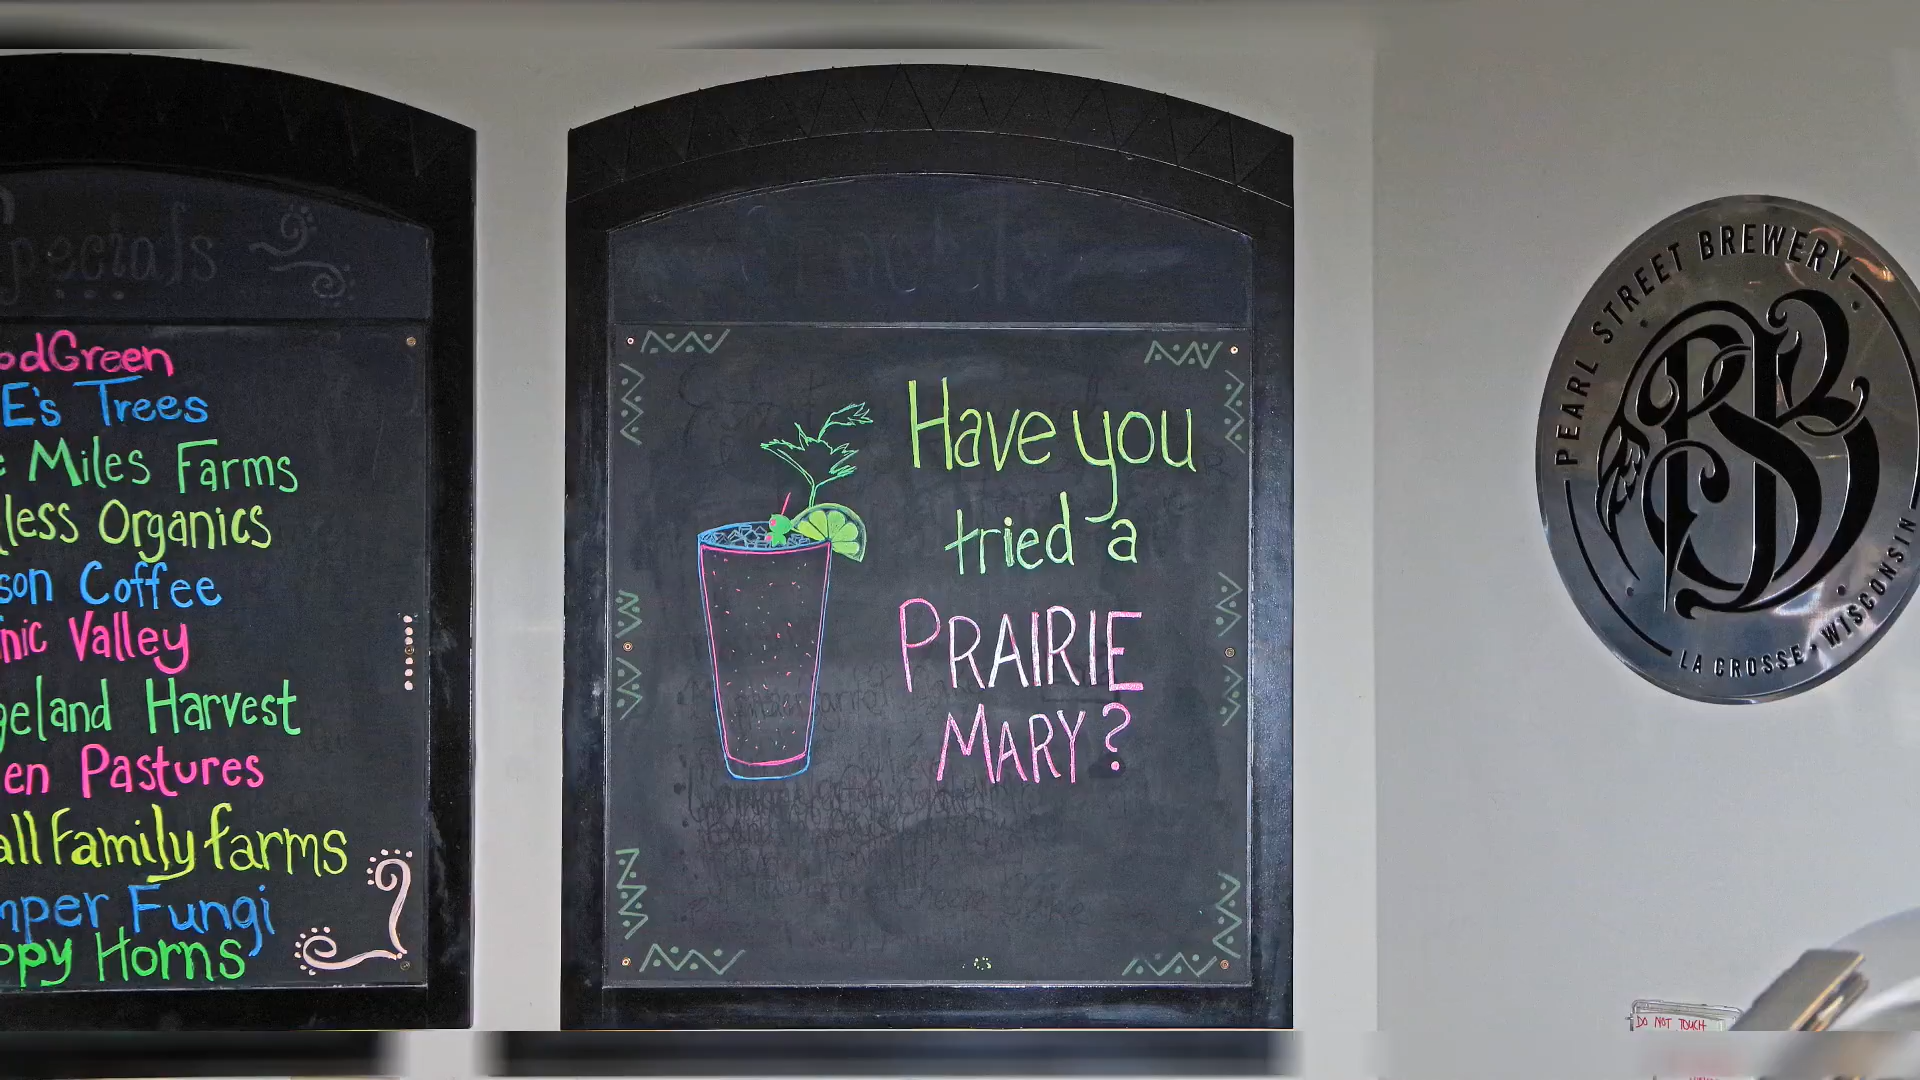 Specials
odGreen
E's Trees
Miles Farms
less Organics
son Coffee
nic Valley
geland Harvest
en Pastures
all Family farms
mper Fungi
ppy Horns
Have you
tried a
PRAIRIE
MARY?
PEARL STREET BREWERY
PSB
LA CROSSE • WISCONSIN
DO NOT TOUCH